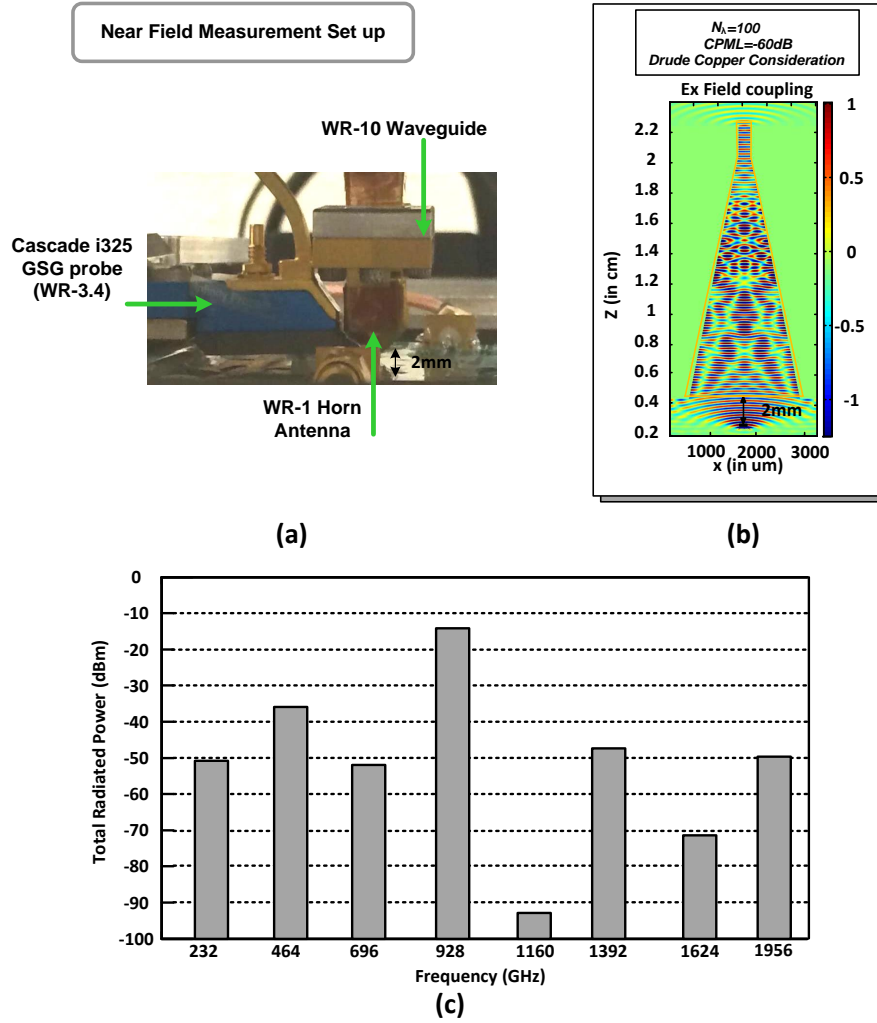 Near Field Measurement Set up
WR-10 Waveguide
Cascade i325
GSG probe
(WR-3.4)
2mm
WR-1 Horn
Antenna
(a)
Nλ=100
CPML=-60dB
Drude Copper Consideration
Ex Field coupling
Z (in cm)
2.2
2
1.8
1.6
1.4
1.2
1
0.8
0.6
0.4
0.2
2mm
1000 2000 3000
x (in um)
1
0.5
0
-0.5
-1
(b)
Total Radiated Power (dBm)
0
-10
-20
-30
-40
-50
-60
-70
-80
-90
-100
232 464 696 928 1160 1392 1624 1956
Frequency (GHz)
(c)